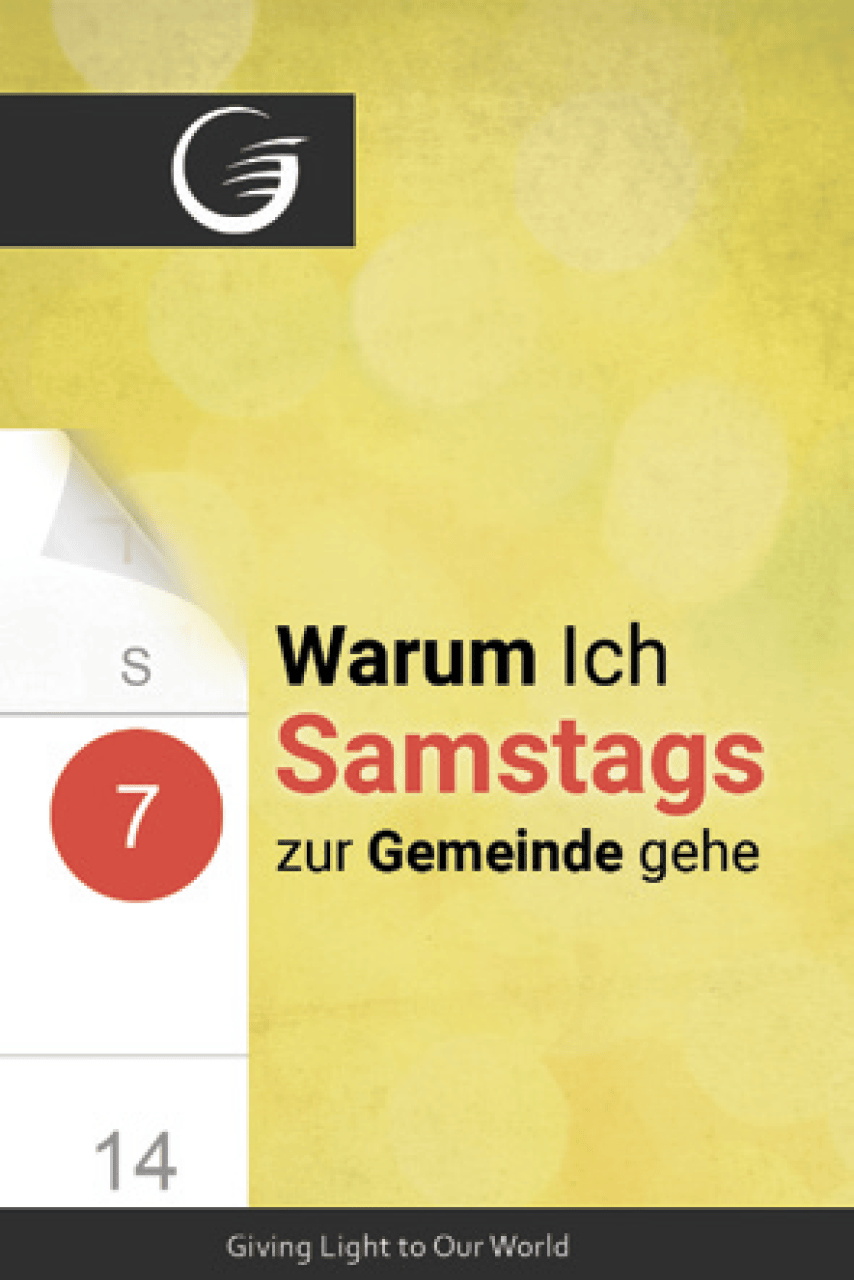 S
7
14
Warum Ich
Samstags
zur Gemeinde gehe
Giving Light to Our World